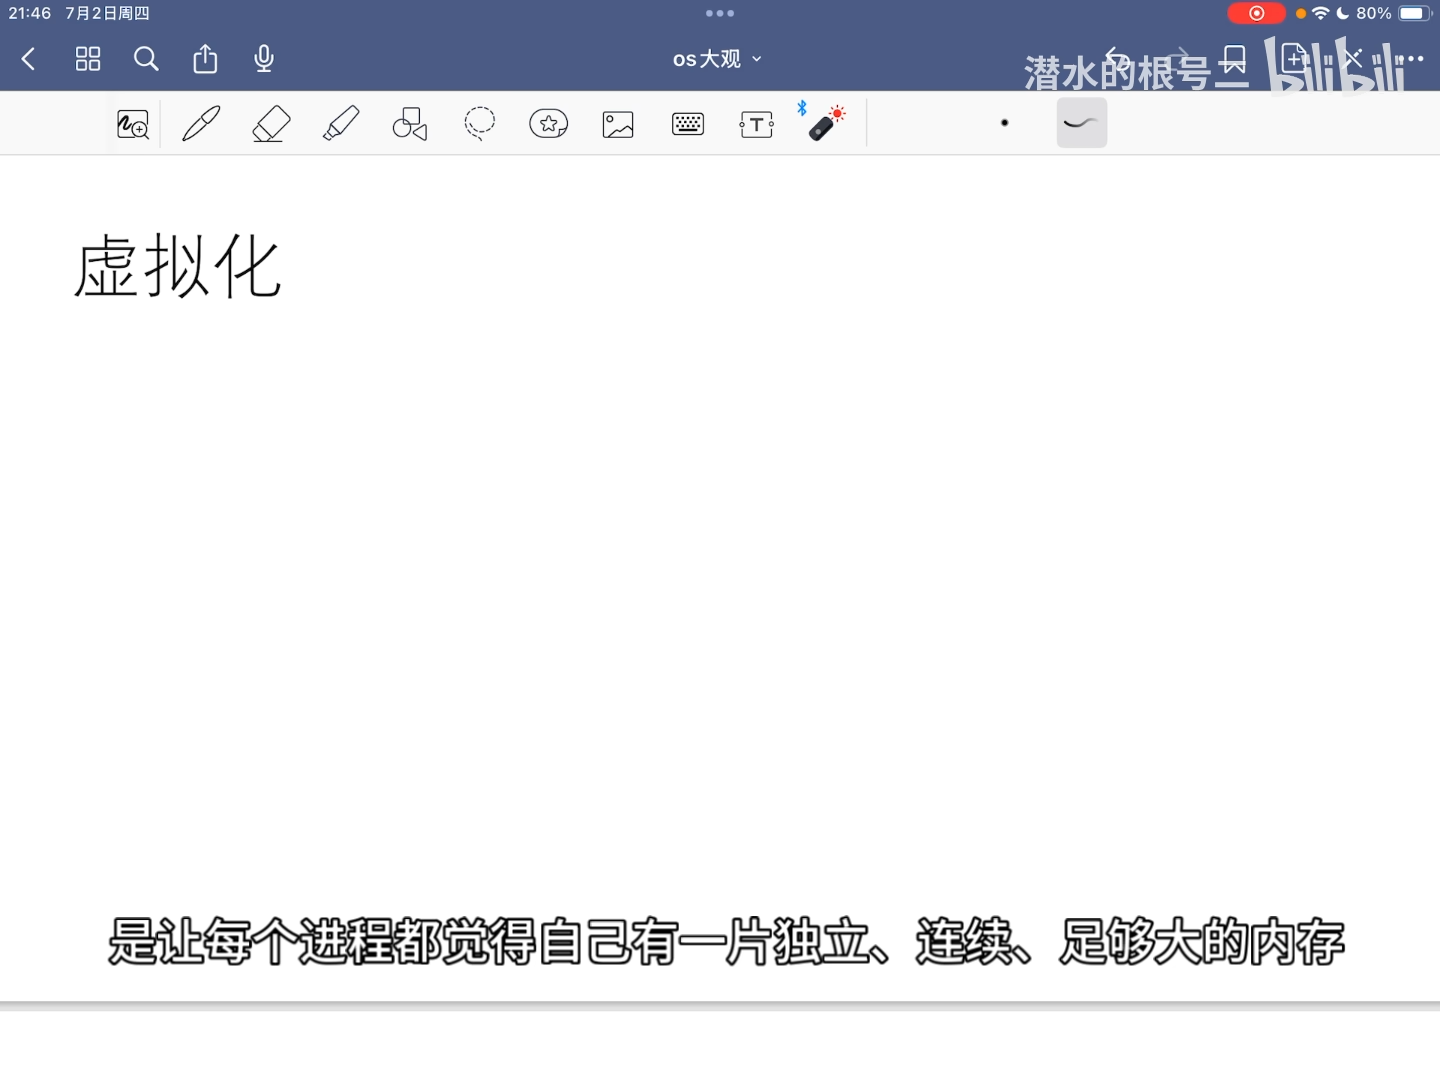 21:46 7月2日周四
80%
os大观
潜水的根号二 bilibili
T
虚拟化
是让每个进程都觉得自己有一片独立、连续、足够大的内存